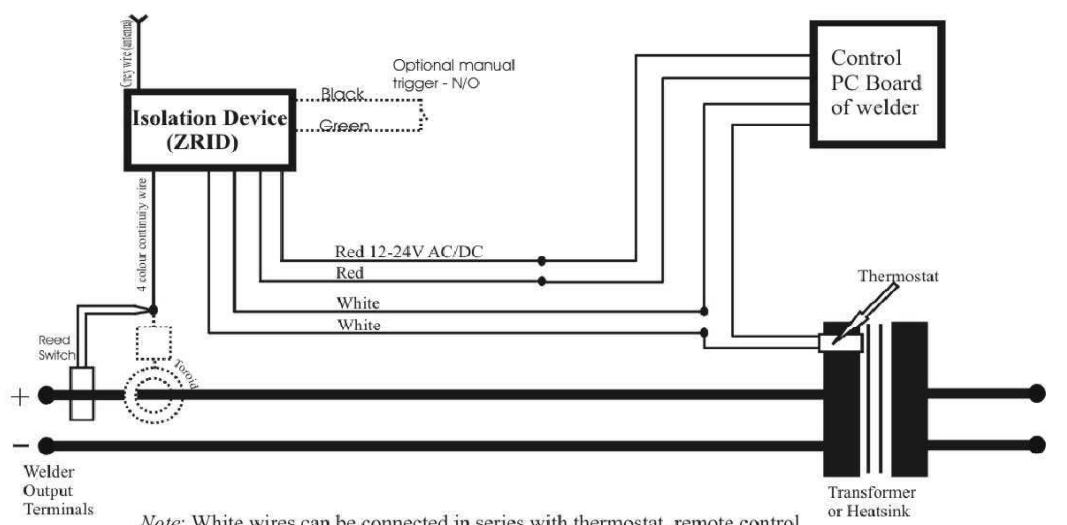 Grey wire (antenna)
Optional manual
trigger - N/O
Black
Green
Isolation Device
(ZRID)
Control
PC Board
of welder
4 colour continuity wire
Red 12-24V AC/DC
Red
White
White
Thermostat
Reed
Switch
Toroid
+
−
Welder
Output
Terminals
Transformer
or Heatsink
Note: White wires can be connected in series with thermostat, remote control